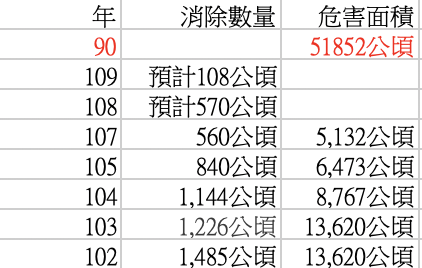 年 消除數量 危害面積
90 51852公頃
109 預計108公頃
108 預計570公頃
107 560公頃 5,132公頃
105 840公頃 6,473公頃
104 1,144公頃 8,767公頃
103 1,226公頃 13,620公頃
102 1,485公頃 13,620公頃